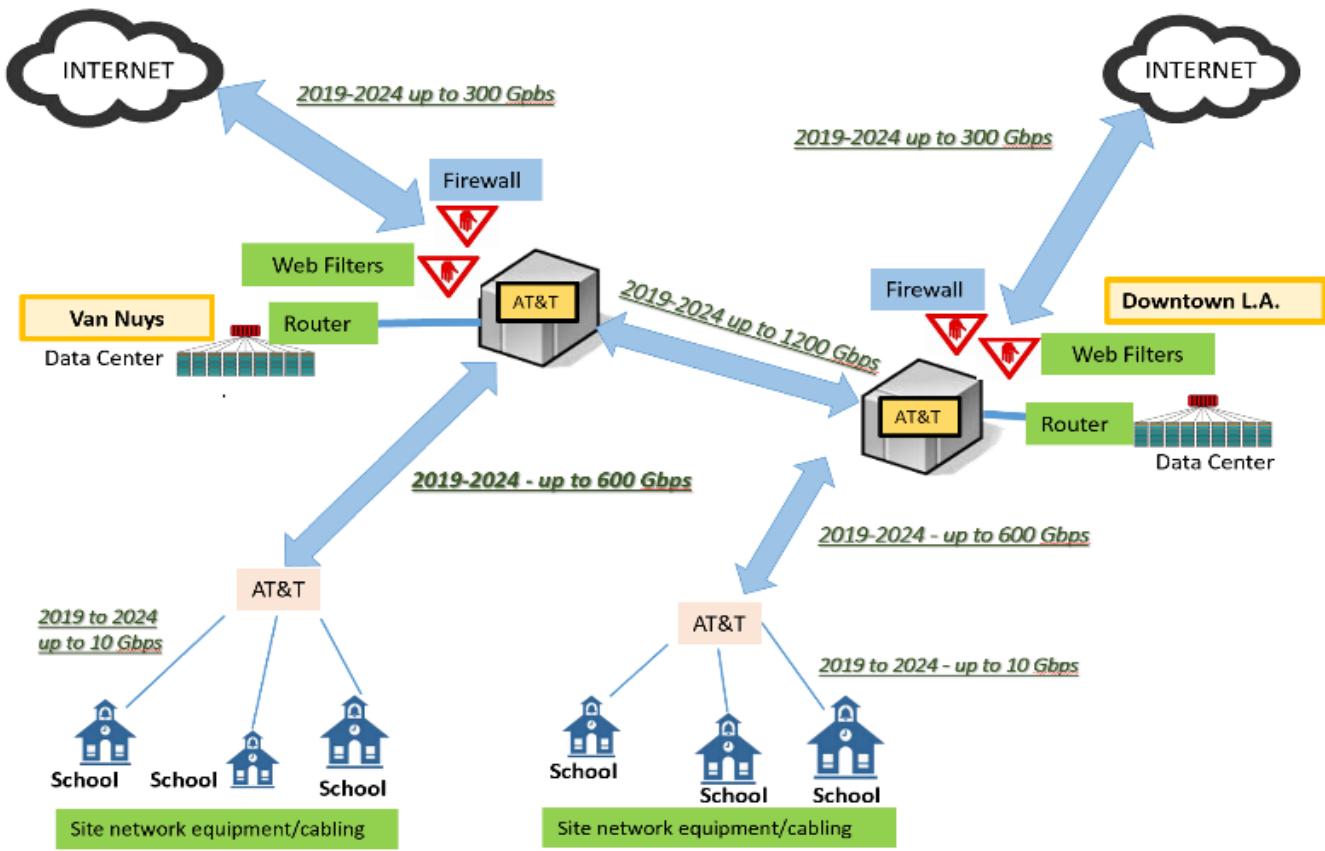 INTERNET
INTERNET
2019-2024 up to 300 Gpbs
2019-2024 up to 300 Gbps
Firewall
Web Filters
AT&T
Van Nuys
Router
Data Center
2019-2024 up to 1200 Gbps
Firewall
Downtown L.A.
Web Filters
AT&T
Router
Data Center
2019-2024 - up to 600 Gbps
2019-2024 - up to 600 Gbps
AT&T
2019 to 2024
up to 10 Gbps
AT&T
2019 to 2024 - up to 10 Gbps
School
School
School
School
School
School
Site network equipment/cabling
Site network equipment/cabling